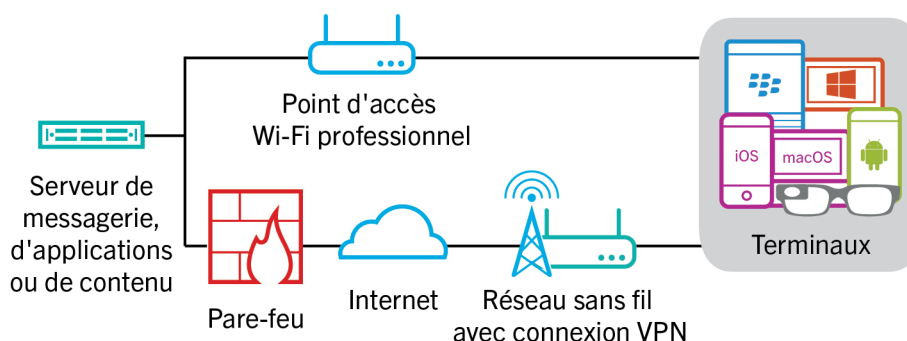 Point d'accès
Wi-Fi professionnel
Serveur de
messagerie,
d'applications
ou de contenu
Pare-feu
Internet
Réseau sans fil
avec connexion VPN
iOS
macOS
Terminaux